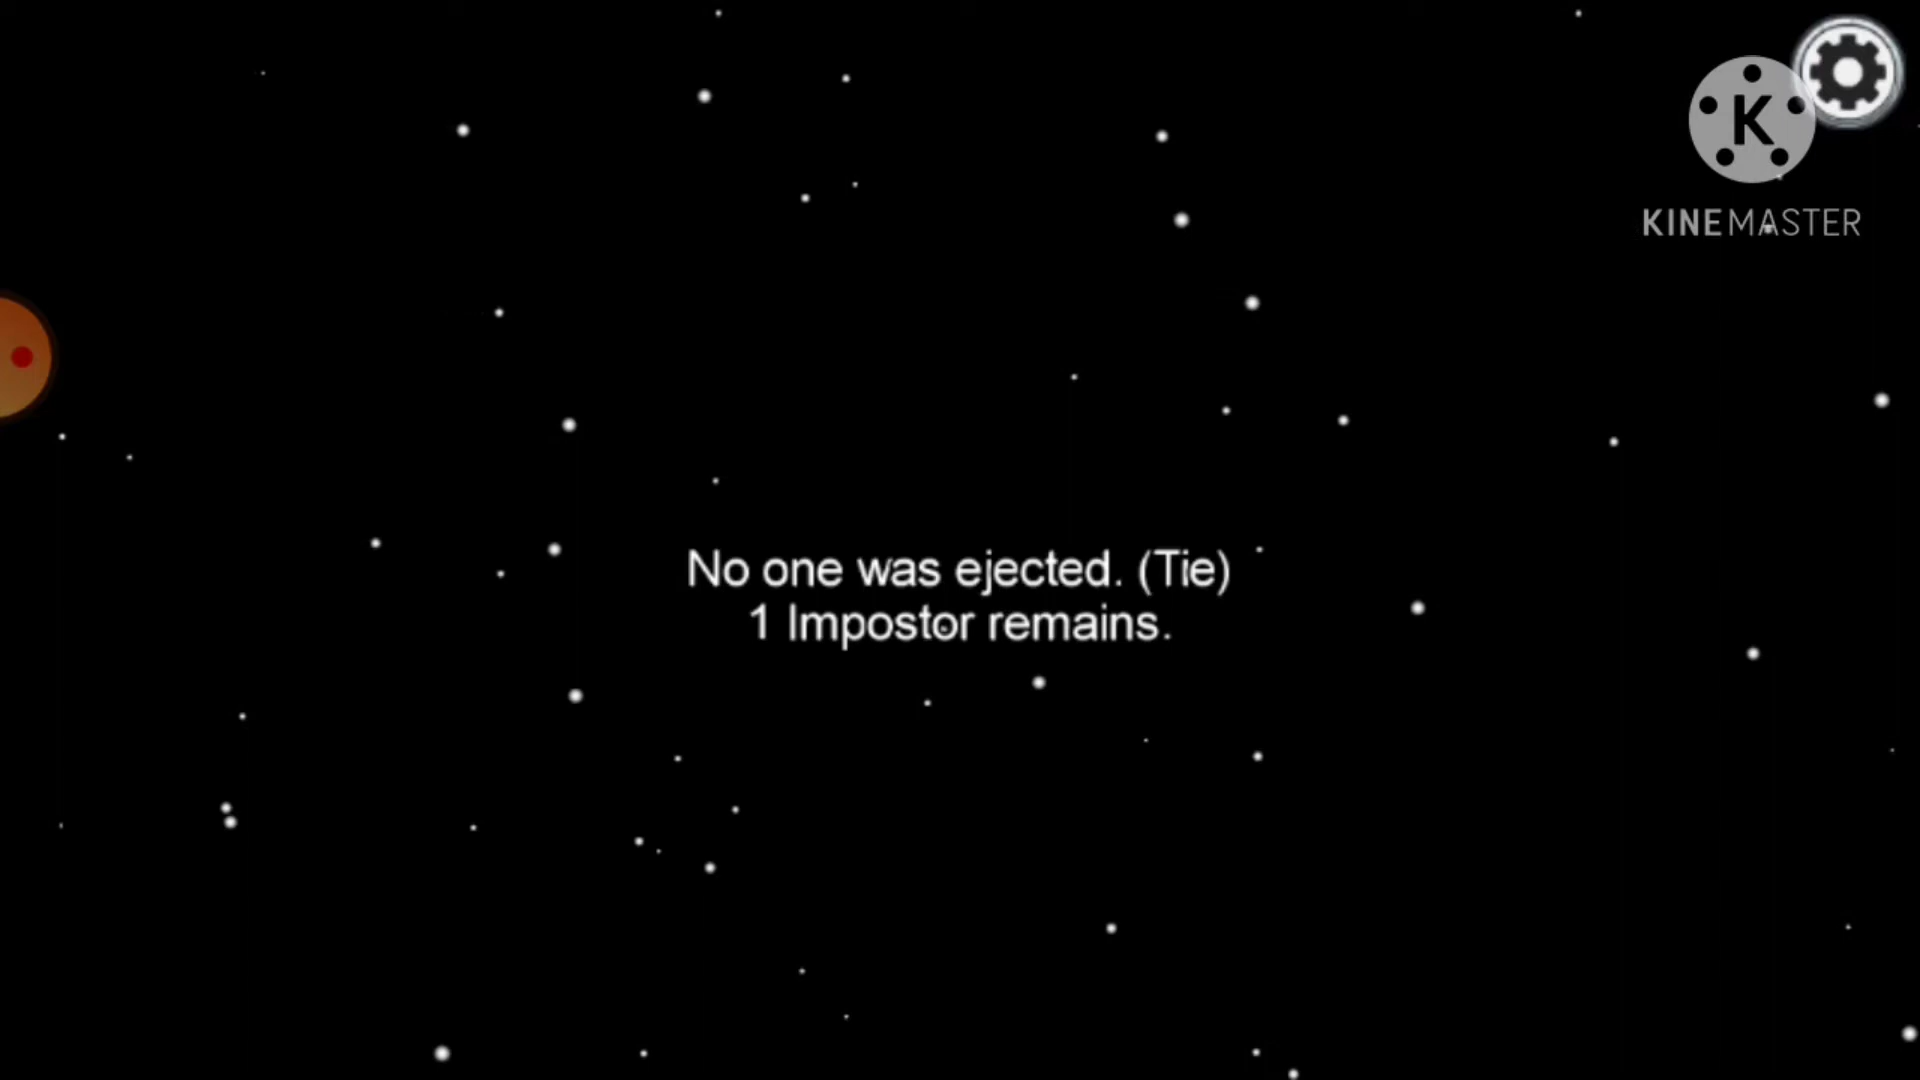 K
KINEMASTER
No one was ejected. (Tie)
1 Impostor remains.